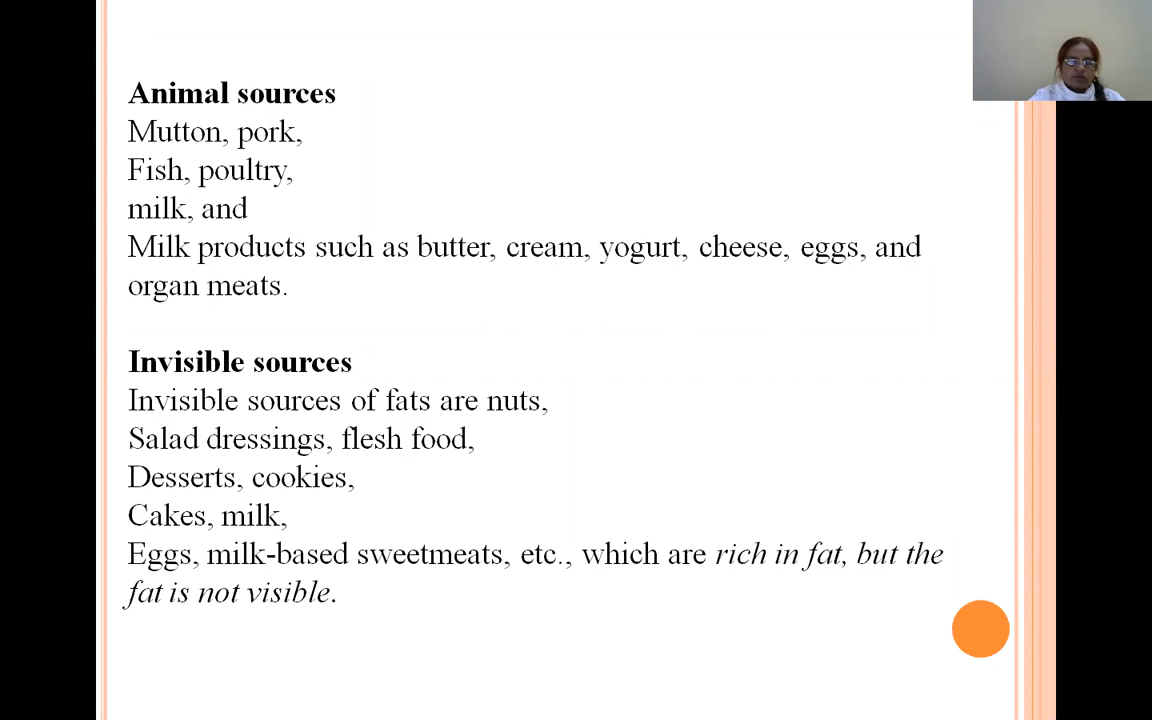 Animal sources
Mutton, pork,
Fish, poultry,
milk, and
Milk products such as butter, cream, yogurt, cheese, eggs, and
organ meats.
Invisible sources
Invisible sources of fats are nuts,
Salad dressings, flesh food,
Desserts, cookies,
Cakes, milk,
Eggs, milk-based sweetmeats, etc., which are rich in fat, but the
fat is not visible.